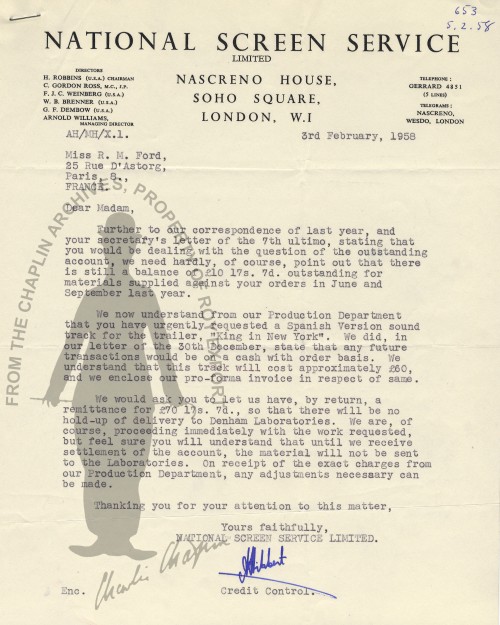 653
5.2.58
NATIONAL SCREEN SERVICE
LIMITED
DIRECTORS
H. ROBBINS (U.S.A.) CHAIRMAN
C. GORDON ROSS, M.C., J.P.
F. J. C. WEINBERG (U.S.A.)
W. B. BRENNER (U.S.A.)
G. F. DEMBOW (U.S.A.)
ARNOLD WILLIAMS,
MANAGING DIRECTOR
NASCRENO HOUSE,
SOHO SQUARE,
LONDON, W.I
TELEPHONE :
GERRARD 4851
(5 LINES)
TELEGRAMS :
NASCRENO,
WESDO, LONDON
AH/MH/X.1.
3rd February, 1958
Miss R. M. Ford,
25 Rue D'Astorg,
Paris, 8.,
FRANCE.
Dear Madam,
Further to our correspondence of last year, and
your secretary's letter of the 7th ultimo, stating that
you would be dealing with the question of the outstanding
account, we need hardly, of course, point out that there
is still a balance of £10 17s. 7d. outstanding for
materials supplied against your orders in June and
September last year.
We now understand from our Production Department
that you have urgently requested a Spanish Version sound
track for the trailer, "King in New York". We did, in
our letter of the 30th December, state that any future
transactions would be on a cash with order basis. We
understand that this track will cost approximately £60,
and we enclose our pro-forma invoice in respect of same.
We would ask you to let us have, by return, a
remittance for £70 17s. 7d., so that there will be no
hold-up of delivery to Denham Laboratories. We are, of
course, proceeding immediately with the work requested,
but feel sure you will understand that until we receive
settlement of the account, the material will not be sent
to the Laboratories. On receipt of the exact charges from
our Production Department, any adjustments necessary can
be made.
Thanking you for your attention to this matter,
Yours faithfully,
NATIONAL SCREEN SERVICE LIMITED.
Enc.
Credit Control.
FROM THE CHAPLIN ARCHIVES, PROPERTY OF ROY EXPORT
Charlie Chaplin